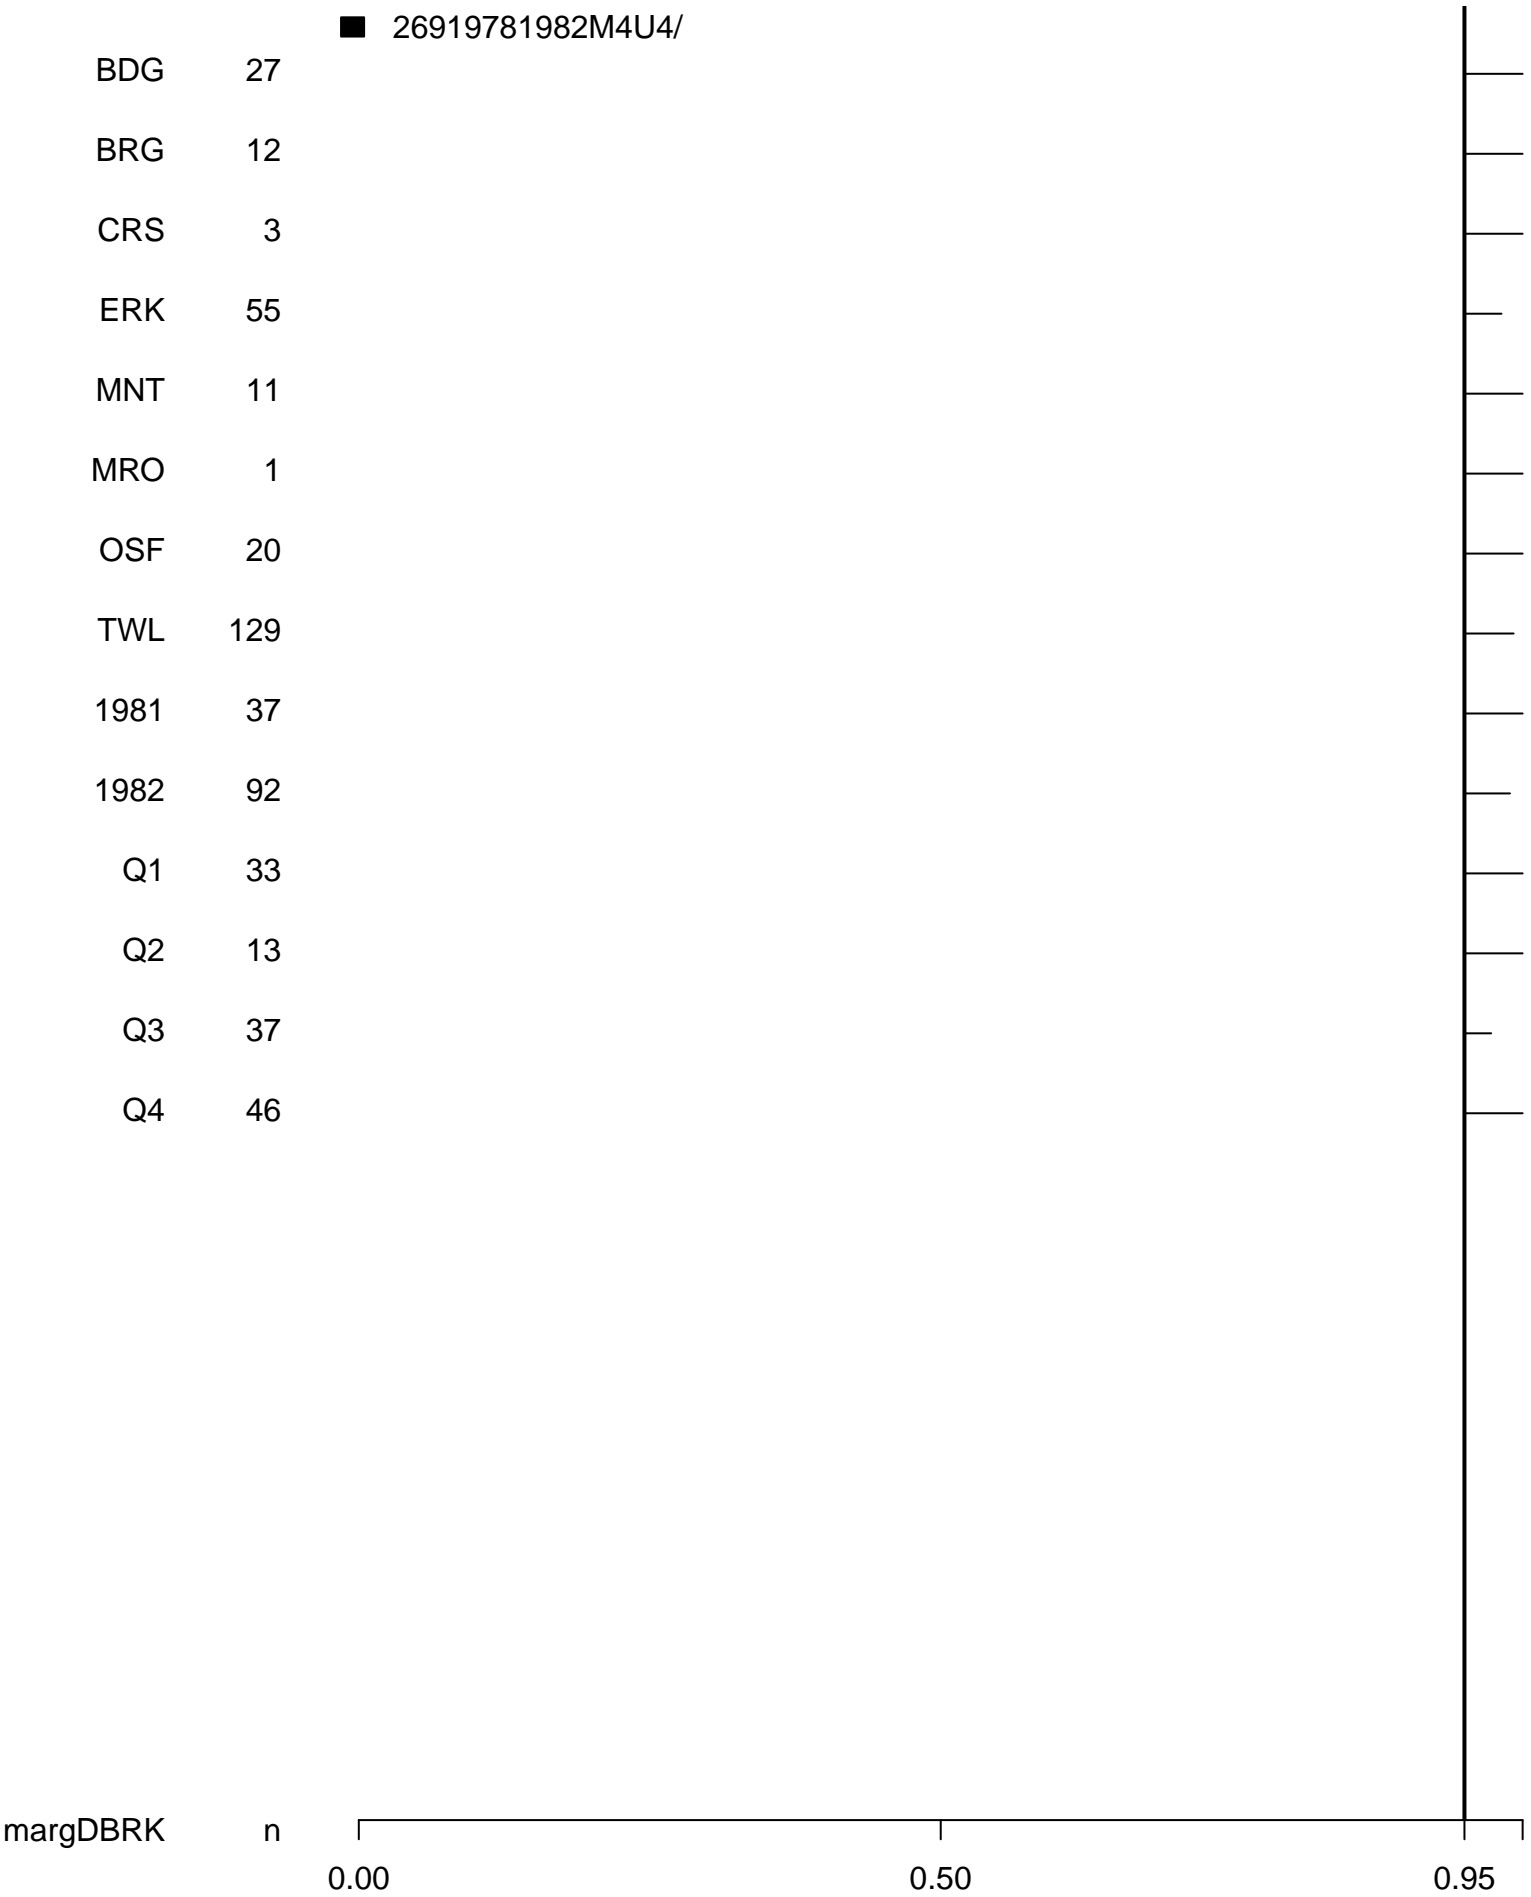 26919781982M4U4/
BDG 27
BRG 12
CRS 3
ERK 55
MNT 11
MRO 1
OSF 20
TWL 129
1981 37
1982 92
Q1 33
Q2 13
Q3 37
Q4 46
margDBRK n
0.00 0.50 0.95